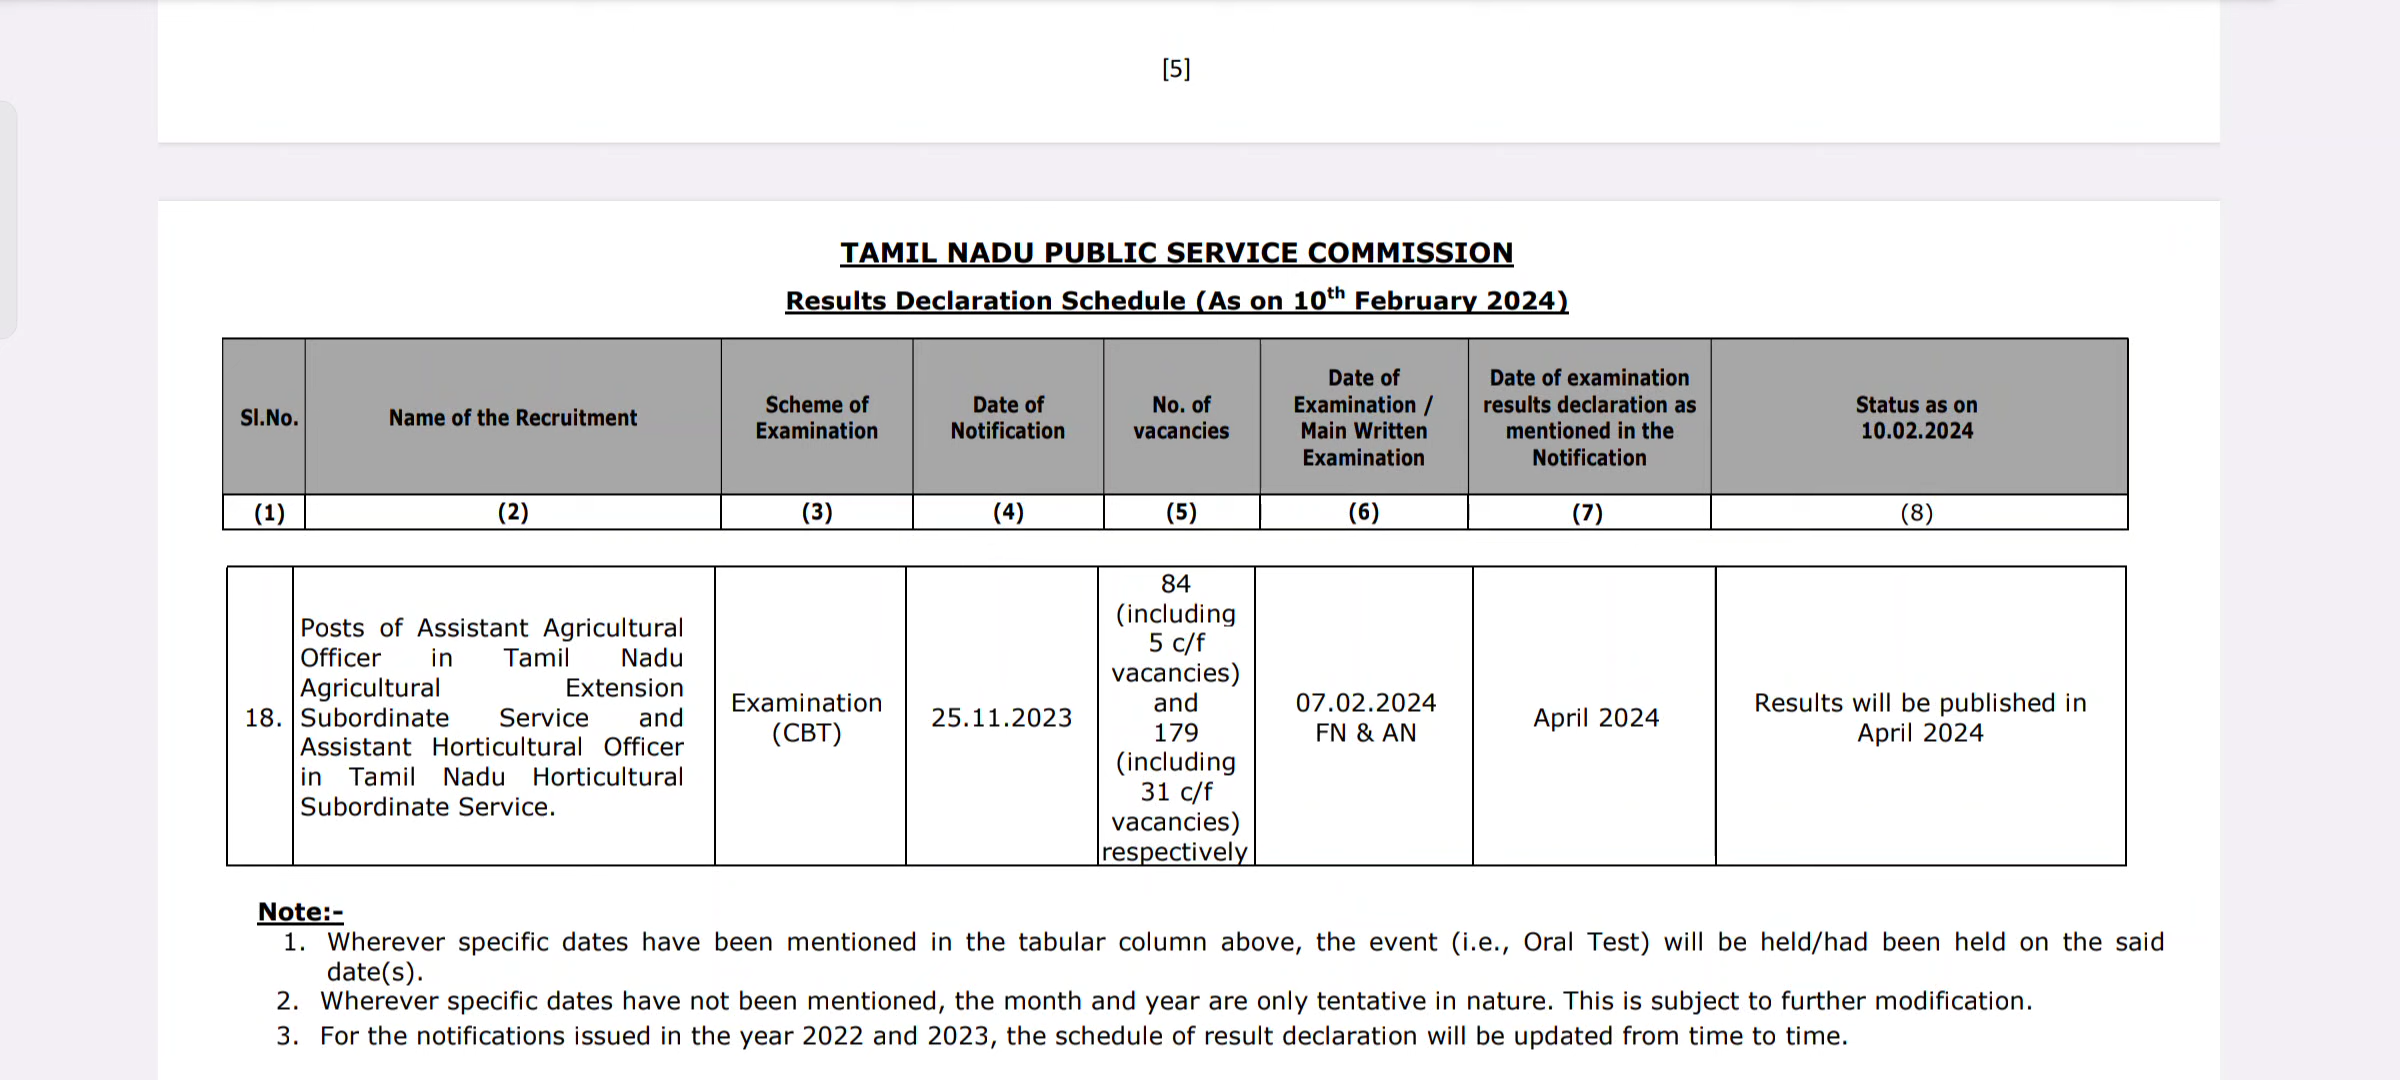 [5]
TAMIL NADU PUBLIC SERVICE COMMISSION
Results Declaration Schedule (As on 10th February 2024)
Sl.No.
Name of the Recruitment
Scheme of
Examination
Date of
Notification
No. of
vacancies
Date of
Examination /
Main Written
Examination
Date of examination
results declaration as
mentioned in the
Notification
Status as on
10.02.2024
(1)
(2)
(3)
(4)
(5)
(6)
(7)
(8)
18.
Posts of Assistant Agricultural
Officer in Tamil Nadu
Agricultural Extension
Subordinate Service and
Assistant Horticultural Officer
in Tamil Nadu Horticultural
Subordinate Service.
Examination
(CBT)
25.11.2023
84
(including
5 c/f
vacancies)
and
179
(including
31 c/f
vacancies)
respectively
07.02.2024
FN & AN
April 2024
Results will be published in
April 2024
Note:-
1. Wherever specific dates have been mentioned in the tabular column above, the event (i.e., Oral Test) will be held/had been held on the said
date(s).
2. Wherever specific dates have not been mentioned, the month and year are only tentative in nature. This is subject to further modification.
3. For the notifications issued in the year 2022 and 2023, the schedule of result declaration will be updated from time to time.